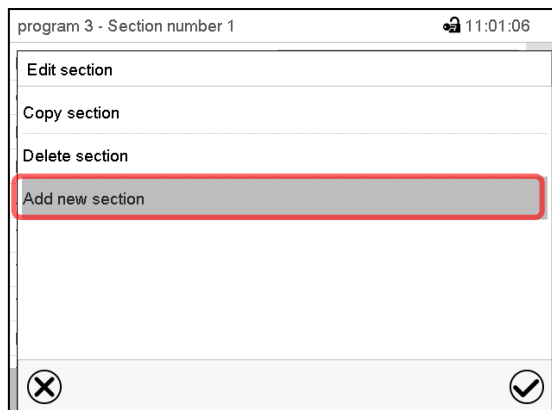 program 3 - Section number 1 11:01:06
Edit section
Copy section
Delete section
Add new section